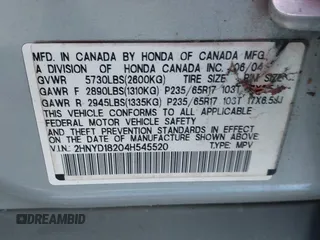 MFD. IN CANADA BY HONDA OF CANADA MFG.,
A DIVISION OF HONDA CANADA INC. 06/04
GVWR 5730LBS(2600KG) TIRE RIM SIZE
GAWR F 2890LBS(1310KG) P235/65R17 103T
GAWR R 2945LBS(1335KG) P235/65R17 103T 17X6.5JJ
THIS VEHICLE CONFORMS TO ALL APPLICABLE
FEDERAL MOTOR VEHICLE SAFETY AND
THEFT PREVENTION STANDARDS IN EFFECT ON
THE DATE OF MANUFACTURE SHOWN ABOVE.
V.I.N.: 2HNYD18204H545520 TYPE: MPV
© AMERBID